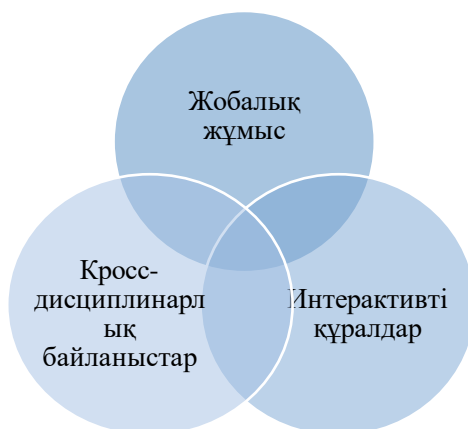 Жобалық
жұмыс
Кросс-
дисциплинарл
ық
байланыстар
Интерактивті
құралдар